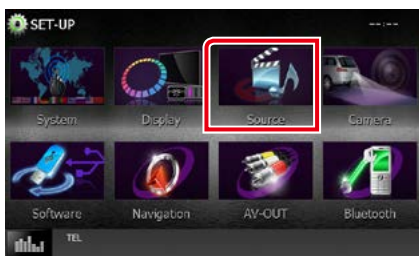 SET-UP
--:--
System Display Source Camera
Software Navigation AV-OUT Bluetooth
TEL